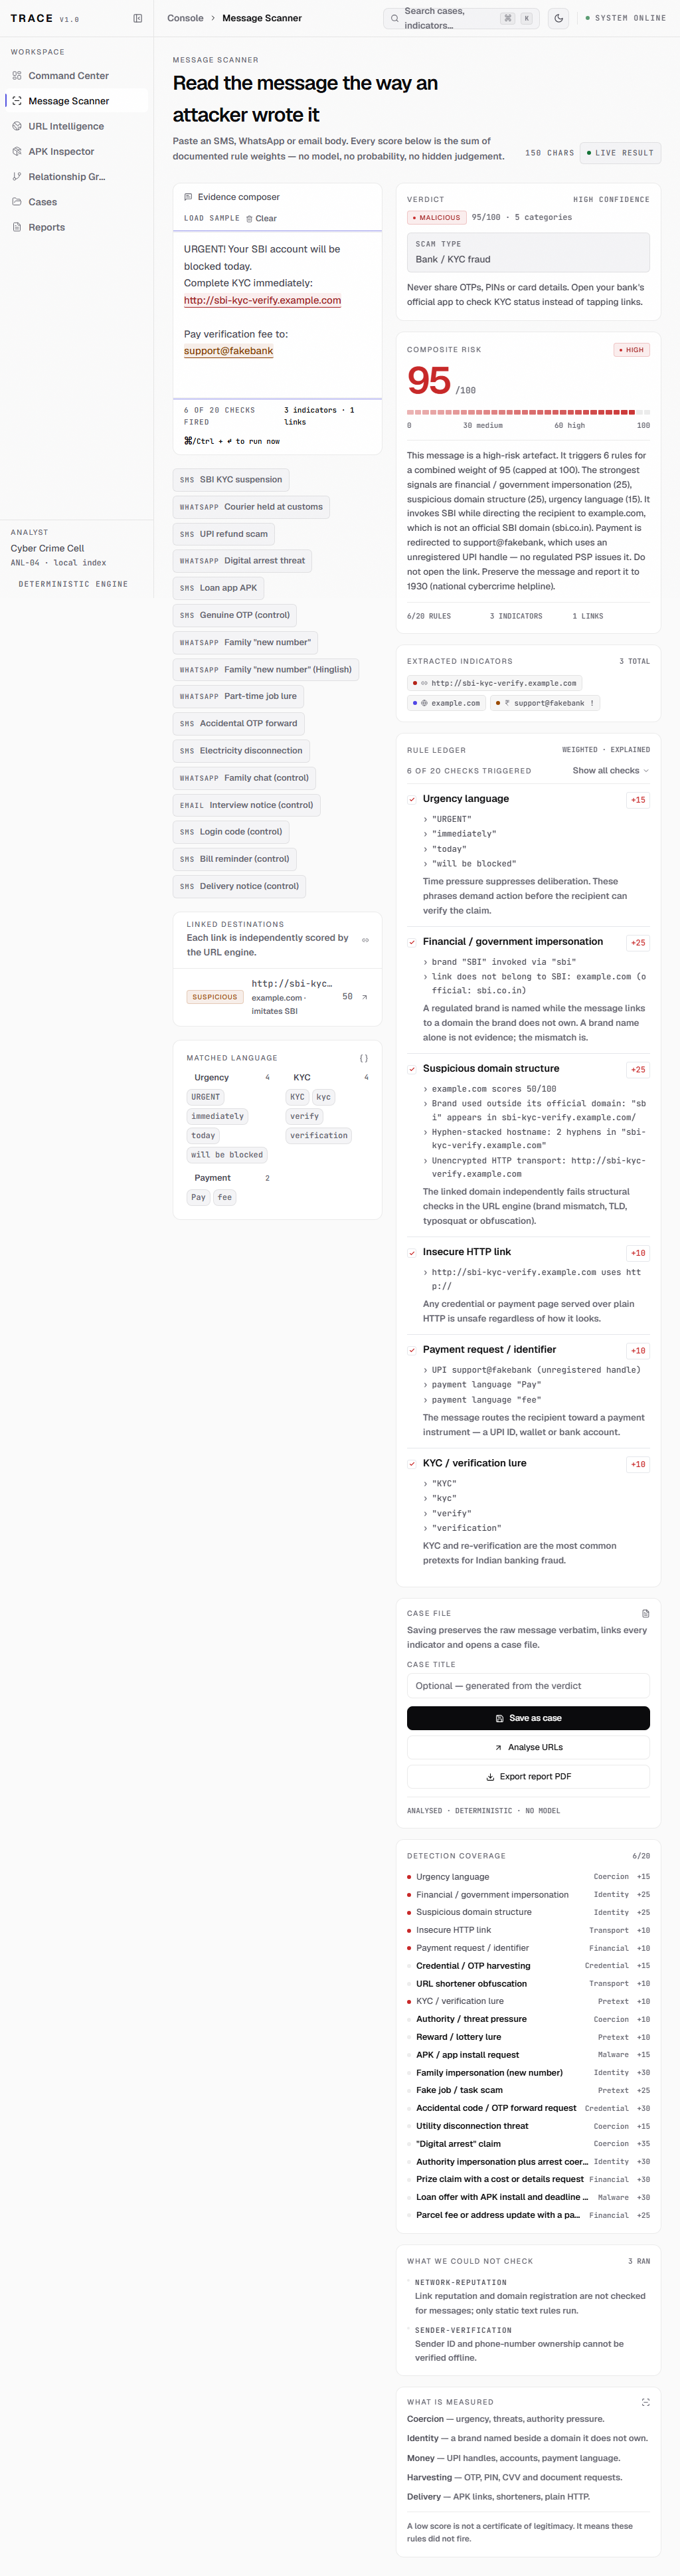 TRACE V1.0
Console > Message Scanner
Search cases, indicators…
⌘ K
SYSTEM ONLINE
WORKSPACE
Command Center
Message Scanner
URL Intelligence
APK Inspector
Relationship Gr…
Cases
Reports
ANALYST
Cyber Crime Cell
ANL-04 · local index
DETERMINISTIC ENGINE
MESSAGE SCANNER
Read the message the way an
attacker wrote it
Paste an SMS, WhatsApp or email body. Every score below is the sum of
documented rule weights — no model, no probability, no hidden judgement.
150 CHARS
LIVE RESULT
Evidence composer
LOAD SAMPLE Clear
URGENT! Your SBI account will be
blocked today.
Complete KYC immediately:
http://sbi-kyc-verify.example.com
Pay verification fee to:
support@fakebank
6 OF 20 CHECKS
FIRED
3 indicators · 1
links
⌘/Ctrl + ↵ to run now
SMS SBI KYC suspension
WHATSAPP Courier held at customs
SMS UPI refund scam
WHATSAPP Digital arrest threat
SMS Loan app APK
SMS Genuine OTP (control)
WHATSAPP Family "new number"
WHATSAPP Family "new number" (Hinglish)
WHATSAPP Part-time job lure
SMS Accidental OTP forward
SMS Electricity disconnection
WHATSAPP Family chat (control)
EMAIL Interview notice (control)
SMS Login code (control)
SMS Bill reminder (control)
SMS Delivery notice (control)
LINKED DESTINATIONS
Each link is independently scored by
the URL engine.
SUSPICIOUS
http://sbi-kyc…
example.com ·
imitates SBI
50
MATCHED LANGUAGE {}
Urgency 4
URGENT
immediately
today
will be blocked
KYC 4
KYC kyc
verify
verification
Payment 2
Pay fee
VERDICT HIGH CONFIDENCE
MALICIOUS 95/100 · 5 categories
SCAM TYPE
Bank / KYC fraud
Never share OTPs, PINs or card details. Open your bank's
official app to check KYC status instead of tapping links.
COMPOSITE RISK HIGH
95 /100
0 30 medium 60 high 100
This message is a high-risk artefact. It triggers 6 rules for
a combined weight of 95 (capped at 100). The strongest
signals are financial / government impersonation (25),
suspicious domain structure (25), urgency language (15). It
invokes SBI while directing the recipient to example.com,
which is not an official SBI domain (sbi.co.in). Payment is
redirected to support@fakebank, which uses an
unregistered UPI handle — no regulated PSP issues it. Do
not open the link. Preserve the message and report it to
1930 (national cybercrime helpline).
6/20 RULES 3 INDICATORS 1 LINKS
EXTRACTED INDICATORS 3 TOTAL
http://sbi-kyc-verify.example.com
example.com
₹ support@fakebank !
RULE LEDGER WEIGHTED · EXPLAINED
6 OF 20 CHECKS TRIGGERED Show all checks
Urgency language +15
› "URGENT"
› "immediately"
› "today"
› "will be blocked"
Time pressure suppresses deliberation. These
phrases demand action before the recipient can
verify the claim.
Financial / government impersonation +25
› brand "SBI" invoked via "sbi"
› link does not belong to SBI: example.com (o
fficial: sbi.co.in)
A regulated brand is named while the message links
to a domain the brand does not own. A brand name
alone is not evidence; the mismatch is.
Suspicious domain structure +25
› example.com scores 50/100
› Brand used outside its official domain: "sb
i" appears in sbi-kyc-verify.example.com/
› Hyphen-stacked hostname: 2 hyphens in "sbi-
kyc-verify.example.com"
› Unencrypted HTTP transport: http://sbi-kyc-
verify.example.com
The linked domain independently fails structural
checks in the URL engine (brand mismatch, TLD,
typosquat or obfuscation).
Insecure HTTP link +10
› http://sbi-kyc-verify.example.com uses htt
p://
Any credential or payment page served over plain
HTTP is unsafe regardless of how it looks.
Payment request / identifier +10
› UPI support@fakebank (unregistered handle)
› payment language "Pay"
› payment language "fee"
The message routes the recipient toward a payment
instrument — a UPI ID, wallet or bank account.
KYC / verification lure +10
› "KYC"
› "kyc"
› "verify"
› "verification"
KYC and re-verification are the most common
pretexts for Indian banking fraud.
CASE FILE
Saving preserves the raw message verbatim, links every
indicator and opens a case file.
CASE TITLE
Optional — generated from the verdict
Save as case
Analyse URLs
Export report PDF
ANALYSED · DETERMINISTIC · NO MODEL
DETECTION COVERAGE 6/20
Urgency language Coercion +15
Financial / government impersonation Identity +25
Suspicious domain structure Identity +25
Insecure HTTP link Transport +10
Payment request / identifier Financial +10
Credential / OTP harvesting Credential +15
URL shortener obfuscation Transport +10
KYC / verification lure Pretext +10
Authority / threat pressure Coercion +10
Reward / lottery lure Pretext +10
APK / app install request Malware +15
Family impersonation (new number) Identity +30
Fake job / task scam Pretext +25
Accidental code / OTP forward request Credential +30
Utility disconnection threat Coercion +15
"Digital arrest" claim Coercion +35
Authority impersonation plus arrest coer… Identity +30
Prize claim with a cost or details request Financial +30
Loan offer with APK install and deadline … Malware +30
Parcel fee or address update with a pa… Financial +25
WHAT WE COULD NOT CHECK 3 RAN
NETWORK-REPUTATION
Link reputation and domain registration are not checked
for messages; only static text rules run.
SENDER-VERIFICATION
Sender ID and phone-number ownership cannot be
verified offline.
WHAT IS MEASURED
Coercion — urgency, threats, authority pressure.
Identity — a brand named beside a domain it does not own.
Money — UPI handles, accounts, payment language.
Harvesting — OTP, PIN, CVV and document requests.
Delivery — APK links, shorteners, plain HTTP.
A low score is not a certificate of legitimacy. It means these
rules did not fire.